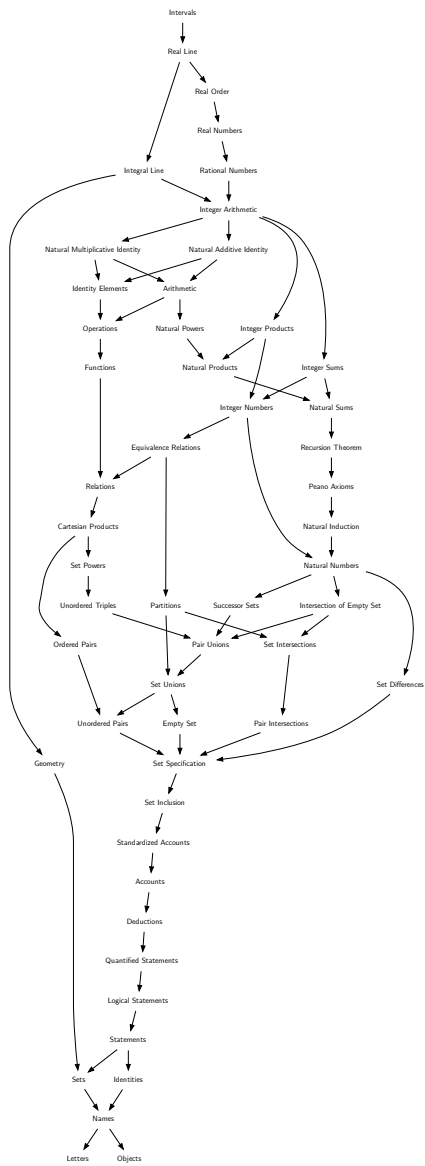 Intervals
Real Line
Real Order
Real Numbers
Integral Line
Rational Numbers
Integer Arithmetic
Natural Multiplicative Identity
Natural Additive Identity
Identity Elements
Arithmetic
Operations
Natural Powers
Integer Products
Functions
Natural Products
Integer Sums
Integer Numbers
Natural Sums
Equivalence Relations
Recursion Theorem
Relations
Peano Axioms
Cartesian Products
Natural Induction
Set Powers
Natural Numbers
Unordered Triples
Partitions
Successor Sets
Intersection of Empty Set
Ordered Pairs
Pair Unions
Set Intersections
Set Unions
Set Differences
Unordered Pairs
Empty Set
Pair Intersections
Geometry
Set Specification
Set Inclusion
Standardized Accounts
Accounts
Deductions
Quantified Statements
Logical Statements
Statements
Sets
Identities
Names
Letters
Objects